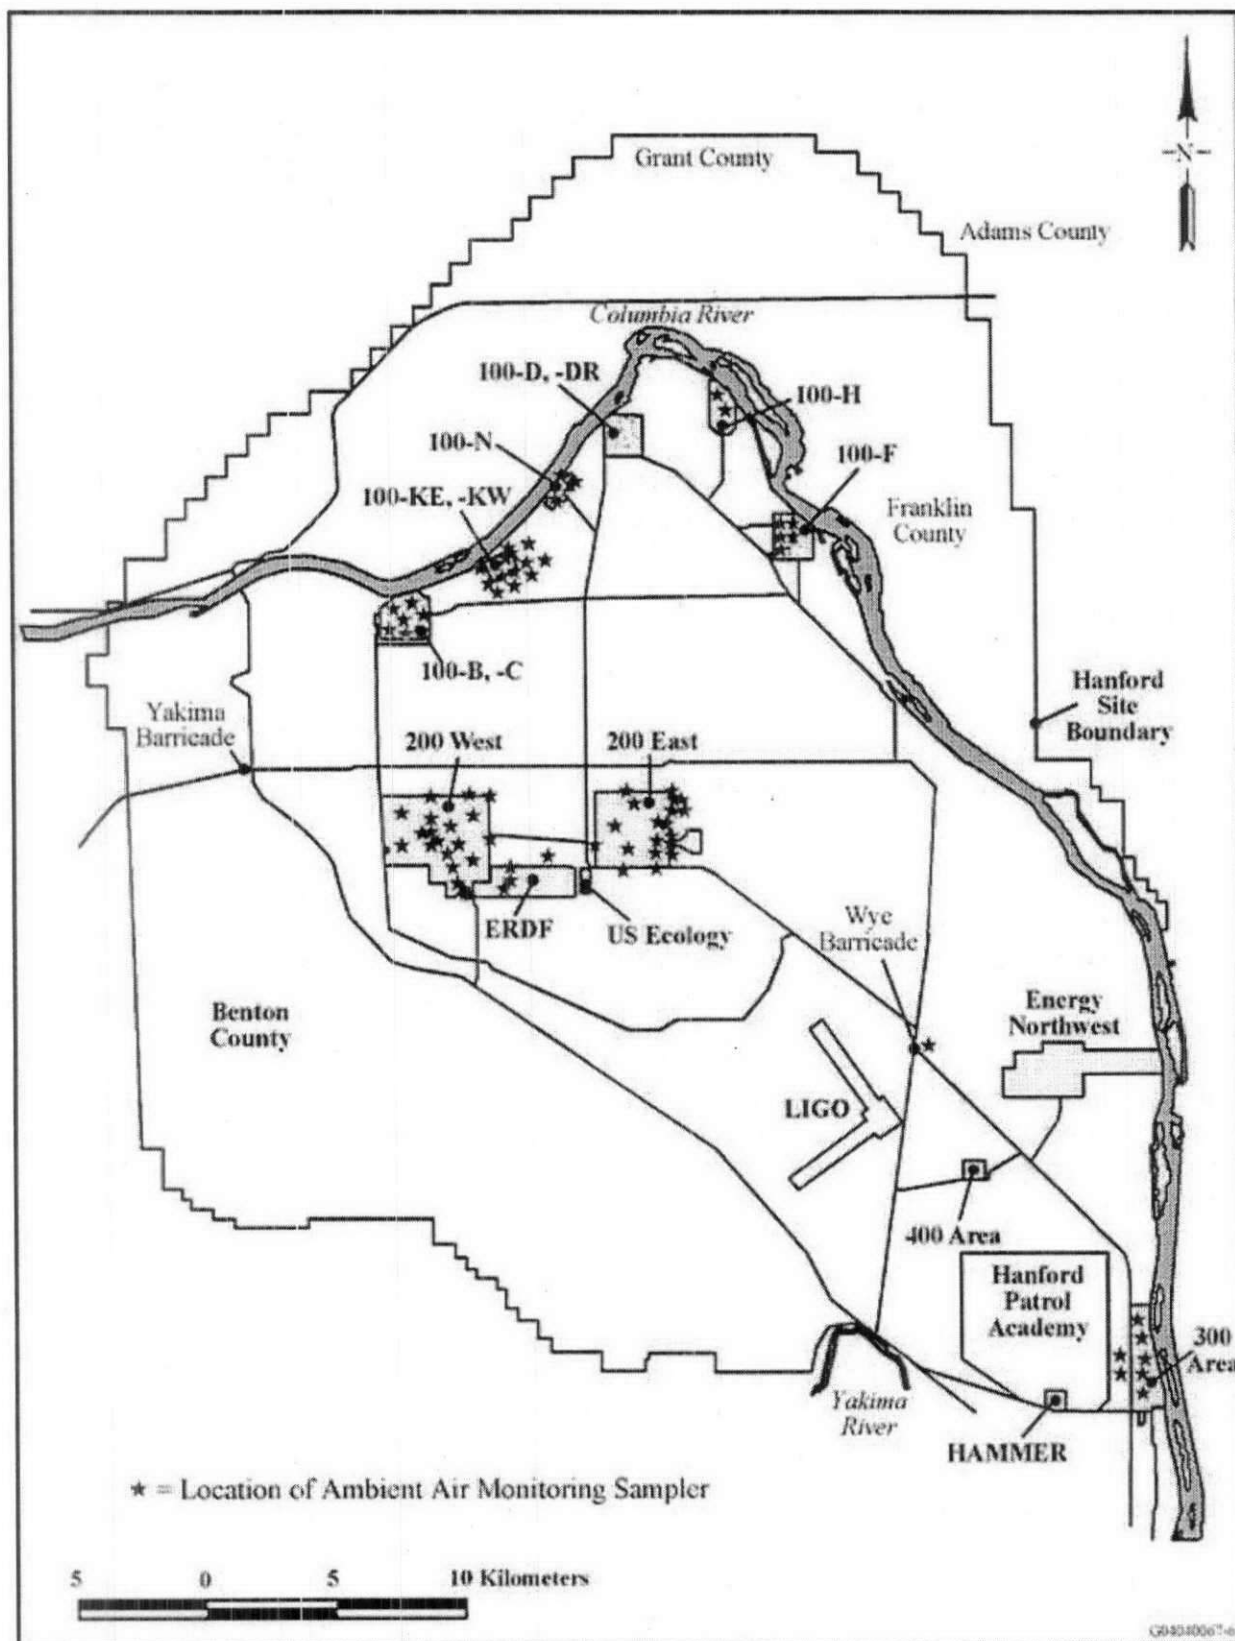 Grant County
N
Adams County
Columbia River
100-D, -DR
100-H
100-N
100-F
100-KE, -KW
Franklin
County
100-B, -C
Hanford
Site
Boundary
Yakima
Barricade
200 West
200 East
ERDF
US Ecology
Wye
Barricade
Benton
County
Energy
Northwest
LIGO
400 Area
Hanford
Patrol
Academy
300
Area
Yakima
River
HAMMER
★ = Location of Ambient Air Monitoring Sampler
5 0 5 10 Kilometers
G04040067-6